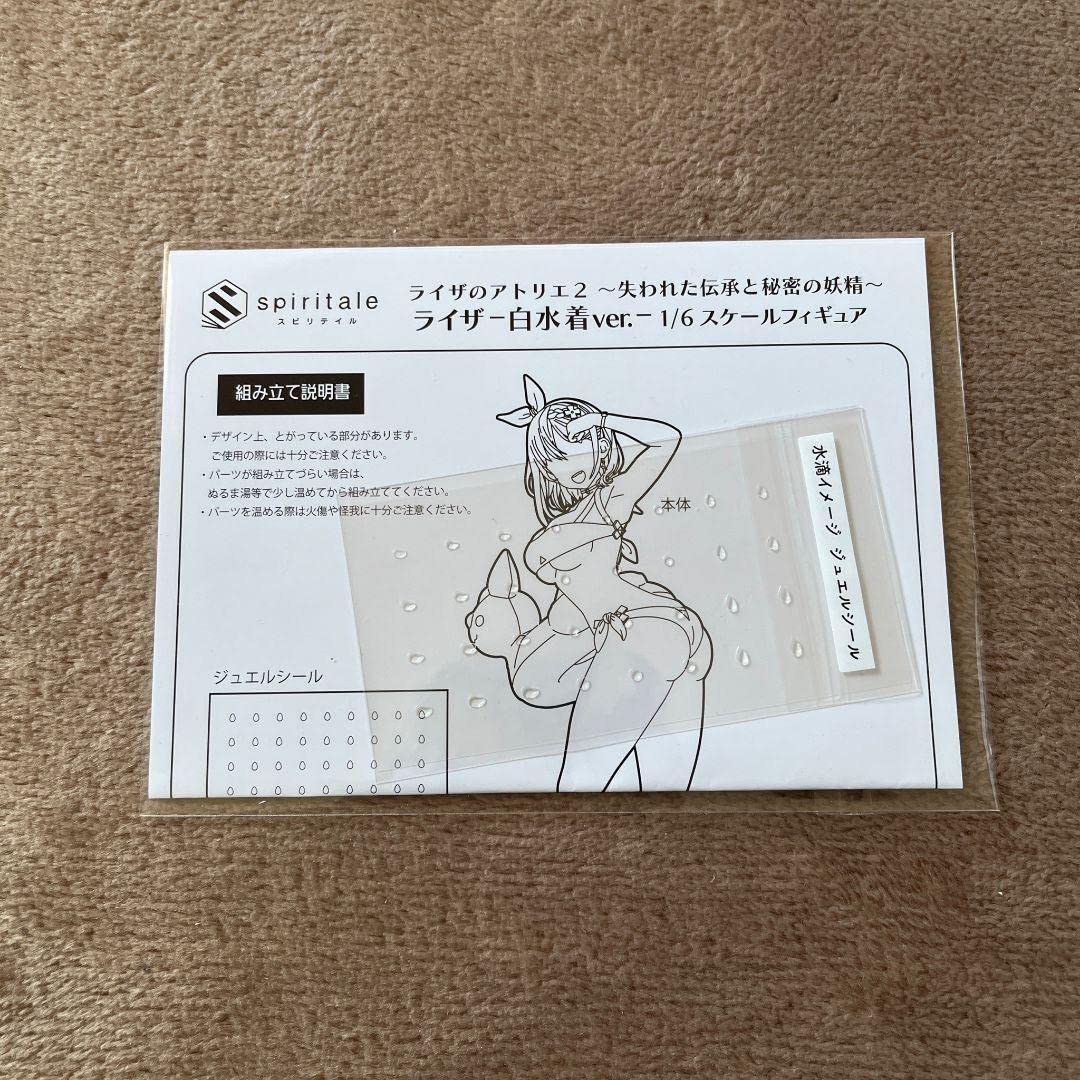 spiritale
スピリテイル
ライザのアトリエ2 ～失われた伝承と秘密の妖精～
ライザ－白水着ver.－ 1/6 スケールフィギュア
組み立て説明書
・デザイン上、とがっている部分があります。
ご使用の際には十分ご注意ください。
・パーツが組み立てづらい場合は、
ぬるま湯等で少し温めてから組み立ててください。
・パーツを温める際は火傷や怪我に十分ご注意ください。
本体
水滴イメージ ジュエルシール
ジュエルシール